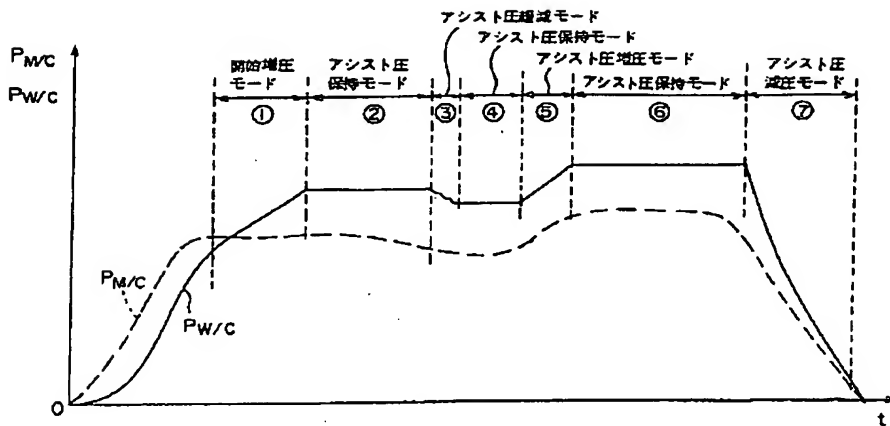 アシスト圧緩減モード
アシスト圧保持モード
P_M/C
P_W/C
開始増圧
モード
アシスト圧
保持モード
アシスト圧増圧モード
アシスト圧保持モード
アシスト圧
減圧モード
① ② ③ ④ ⑤ ⑥ ⑦
P_M/C
P_W/C
0
t